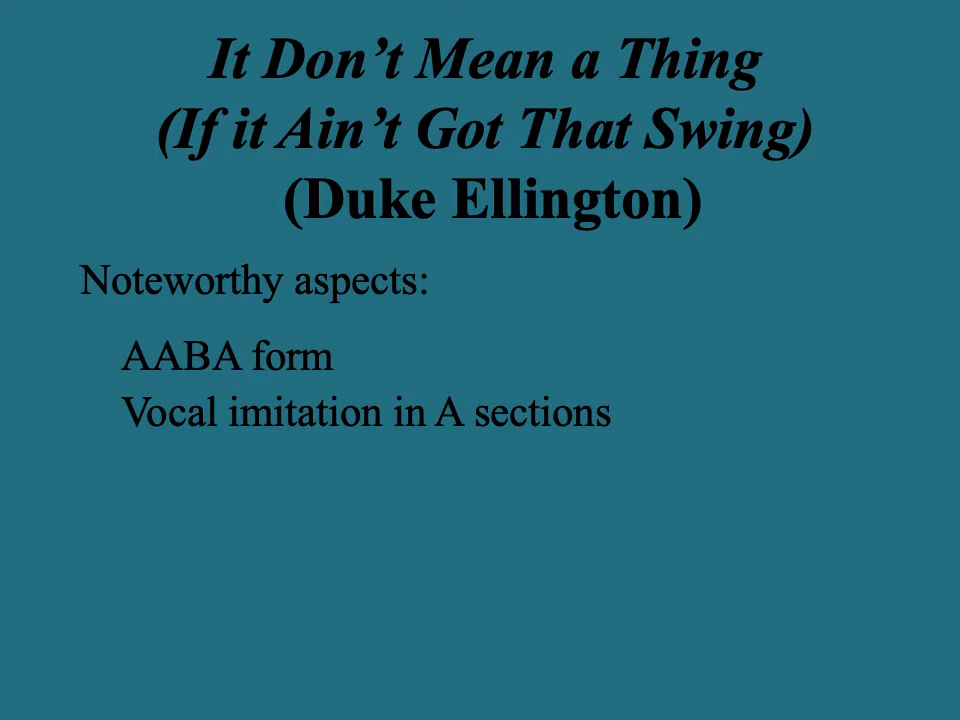 It Don’t Mean a Thing
(If it Ain’t Got That Swing)
(Duke Ellington)
Noteworthy aspects:
AABA form
Vocal imitation in A sections